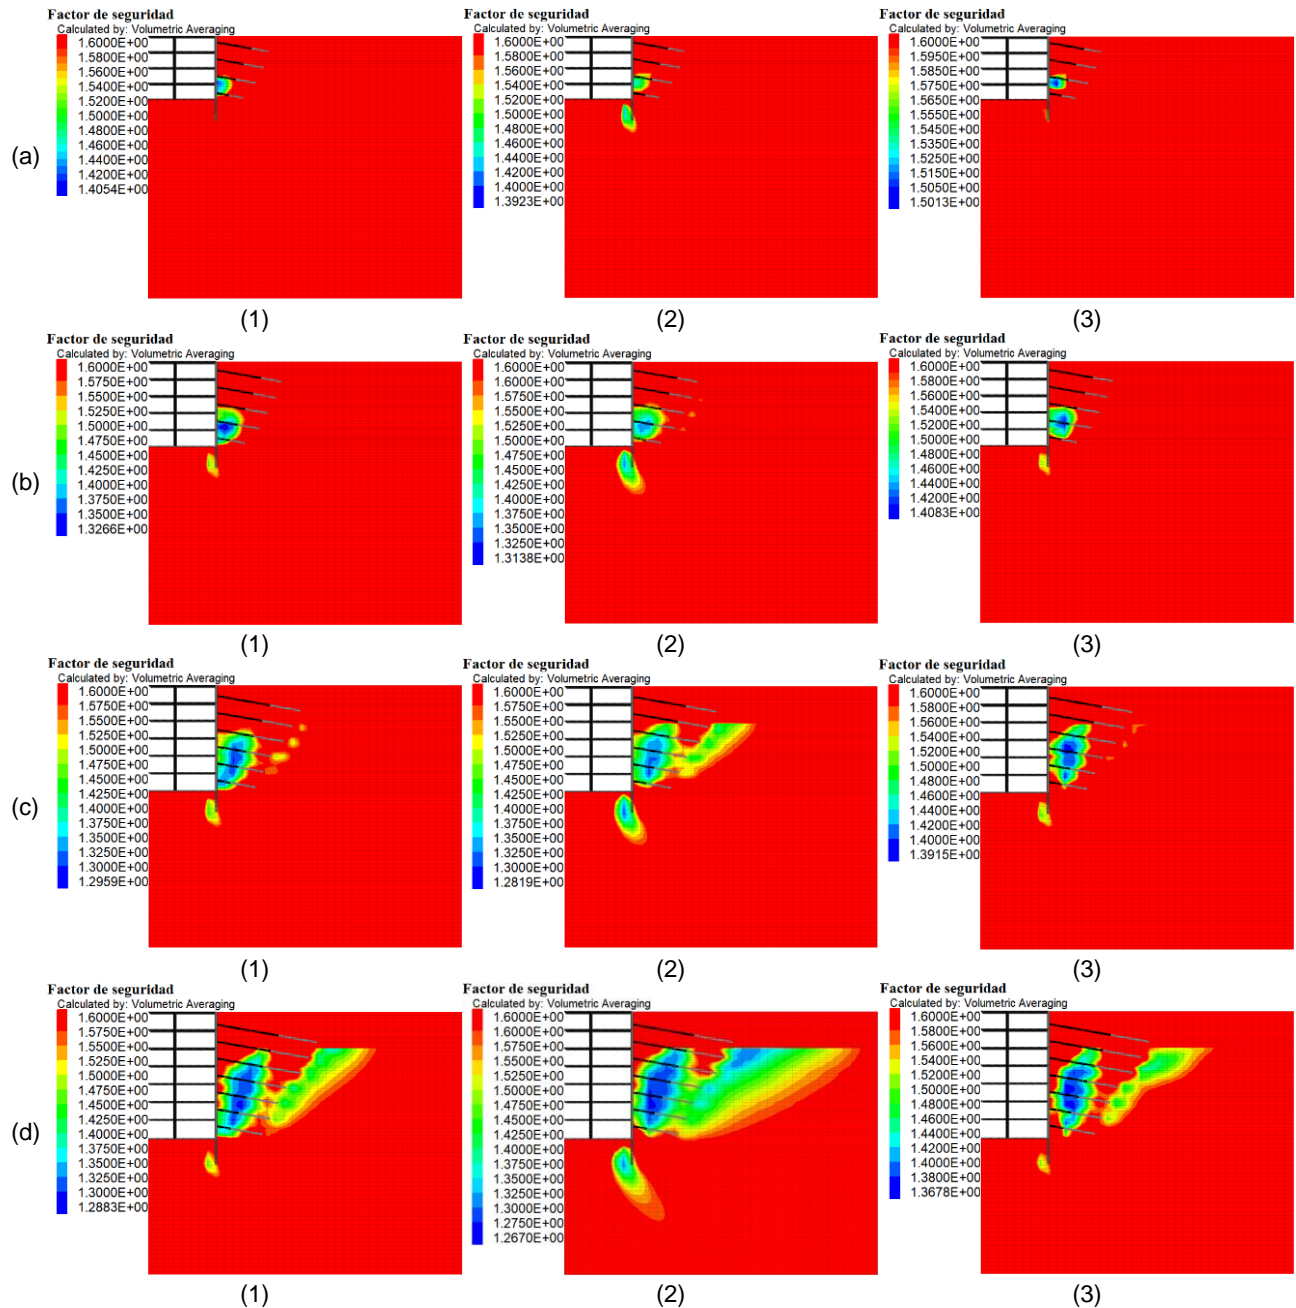 Factor de seguridad
Calculated by: Volumetric Averaging
1.6000E+00
1.5800E+00
1.5600E+00
1.5400E+00
1.5200E+00
1.5000E+00
1.4800E+00
1.4600E+00
1.4400E+00
1.4200E+00
1.4054E+00
Factor de seguridad
Calculated by: Volumetric Averaging
1.6000E+00
1.5800E+00
1.5600E+00
1.5400E+00
1.5200E+00
1.5000E+00
1.4800E+00
1.4600E+00
1.4400E+00
1.4200E+00
1.4000E+00
1.3923E+00
Factor de seguridad
Calculated by: Volumetric Averaging
1.6000E+00
1.5950E+00
1.5850E+00
1.5750E+00
1.5650E+00
1.5550E+00
1.5450E+00
1.5350E+00
1.5250E+00
1.5150E+00
1.5050E+00
1.5013E+00
(a)
(1)
(2)
(3)
Factor de seguridad
Calculated by: Volumetric Averaging
1.6000E+00
1.5750E+00
1.5500E+00
1.5250E+00
1.5000E+00
1.4750E+00
1.4500E+00
1.4250E+00
1.4000E+00
1.3750E+00
1.3500E+00
1.3266E+00
Factor de seguridad
Calculated by: Volumetric Averaging
1.6000E+00
1.5750E+00
1.5500E+00
1.5250E+00
1.5000E+00
1.4750E+00
1.4500E+00
1.4250E+00
1.4000E+00
1.3750E+00
1.3500E+00
1.3250E+00
1.3138E+00
Factor de seguridad
Calculated by: Volumetric Averaging
1.6000E+00
1.5800E+00
1.5600E+00
1.5400E+00
1.5200E+00
1.5000E+00
1.4800E+00
1.4600E+00
1.4400E+00
1.4200E+00
1.4083E+00
(b)
(1)
(2)
(3)
Factor de seguridad
Calculated by: Volumetric Averaging
1.6000E+00
1.5750E+00
1.5500E+00
1.5250E+00
1.5000E+00
1.4750E+00
1.4500E+00
1.4250E+00
1.4000E+00
1.3750E+00
1.3500E+00
1.3250E+00
1.3000E+00
1.2959E+00
Factor de seguridad
Calculated by: Volumetric Averaging
1.6000E+00
1.5750E+00
1.5500E+00
1.5250E+00
1.5000E+00
1.4750E+00
1.4500E+00
1.4250E+00
1.4000E+00
1.3750E+00
1.3500E+00
1.3250E+00
1.3000E+00
1.2819E+00
Factor de seguridad
Calculated by: Volumetric Averaging
1.6000E+00
1.5800E+00
1.5600E+00
1.5400E+00
1.5200E+00
1.5000E+00
1.4800E+00
1.4600E+00
1.4400E+00
1.4200E+00
1.4000E+00
1.3915E+00
(c)
(1)
(2)
(3)
Factor de seguridad
Calculated by: Volumetric Averaging
1.6000E+00
1.5750E+00
1.5500E+00
1.5250E+00
1.5000E+00
1.4750E+00
1.4500E+00
1.4250E+00
1.4000E+00
1.3750E+00
1.3500E+00
1.3250E+00
1.3000E+00
1.2883E+00
Factor de seguridad
Calculated by: Volumetric Averaging
1.6000E+00
1.5750E+00
1.5500E+00
1.5250E+00
1.5000E+00
1.4750E+00
1.4500E+00
1.4250E+00
1.4000E+00
1.3750E+00
1.3500E+00
1.3250E+00
1.3000E+00
1.2750E+00
1.2670E+00
Factor de seguridad
Calculated by: Volumetric Averaging
1.6000E+00
1.5800E+00
1.5600E+00
1.5400E+00
1.5200E+00
1.5000E+00
1.4800E+00
1.4600E+00
1.4400E+00
1.4200E+00
1.4000E+00
1.3800E+00
1.3678E+00
(d)
(1)
(2)
(3)